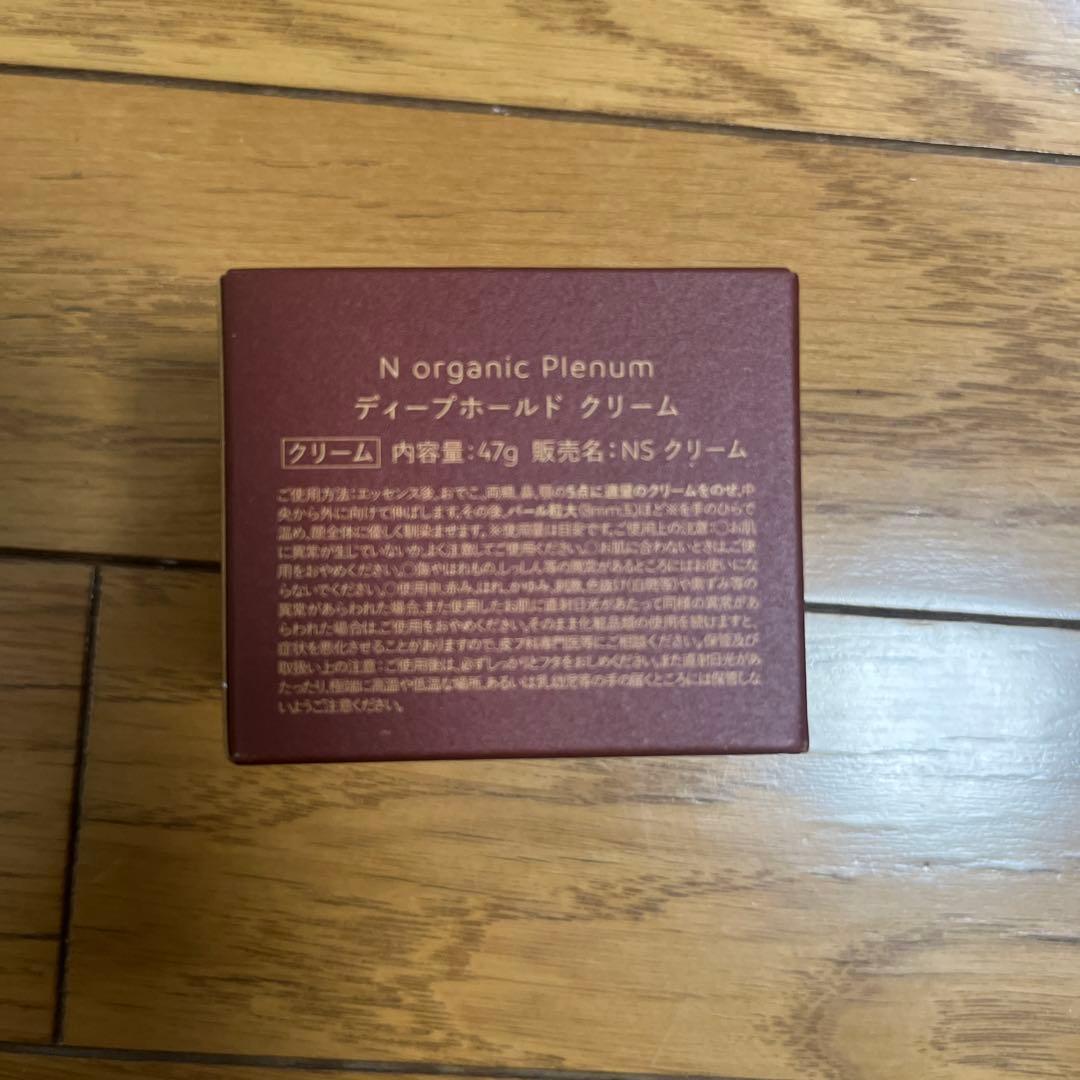 N organic Plenum
ディープホールド クリーム
クリーム 内容量:47g 販売名:NS クリーム
ご使用方法:エッセンス後、おでこ、両頬、鼻、顎の5点に適量のクリームをのせ、中
央から外に向けて伸ばします。その後、パール粒大ほど※を手のひらで
温め、顔全体に優しく馴染ませます。※使用量は目安です。ご使用上の注意:○お肌
に異常が生じていないか、よく注意してご使用ください。○お肌に合わないときは、ご使
用をおやめください。○傷やはれもの、しっしん等の異常があるところにはお使いにな
らないでください。○使用中、赤み、はれ、かゆみ、刺激、色抜け(白斑等)や黒ずみ等の
異常があらわれた場合、また使用したお肌に直射日光があたって同様の異常があ
らわれた場合は、ご使用をおやめください。そのまま化粧品類の使用を続けますと、
症状を悪化させることがありますので、皮フ科専門医等にご相談ください。保管及び
取扱い上の注意:ご使用後は、必ずしっかりとフタをおしめください。また直射日光があ
たったり、極端に高温や低温な場所、あるいは乳幼児等の手の届くところには保管しな
いようご注意ください。